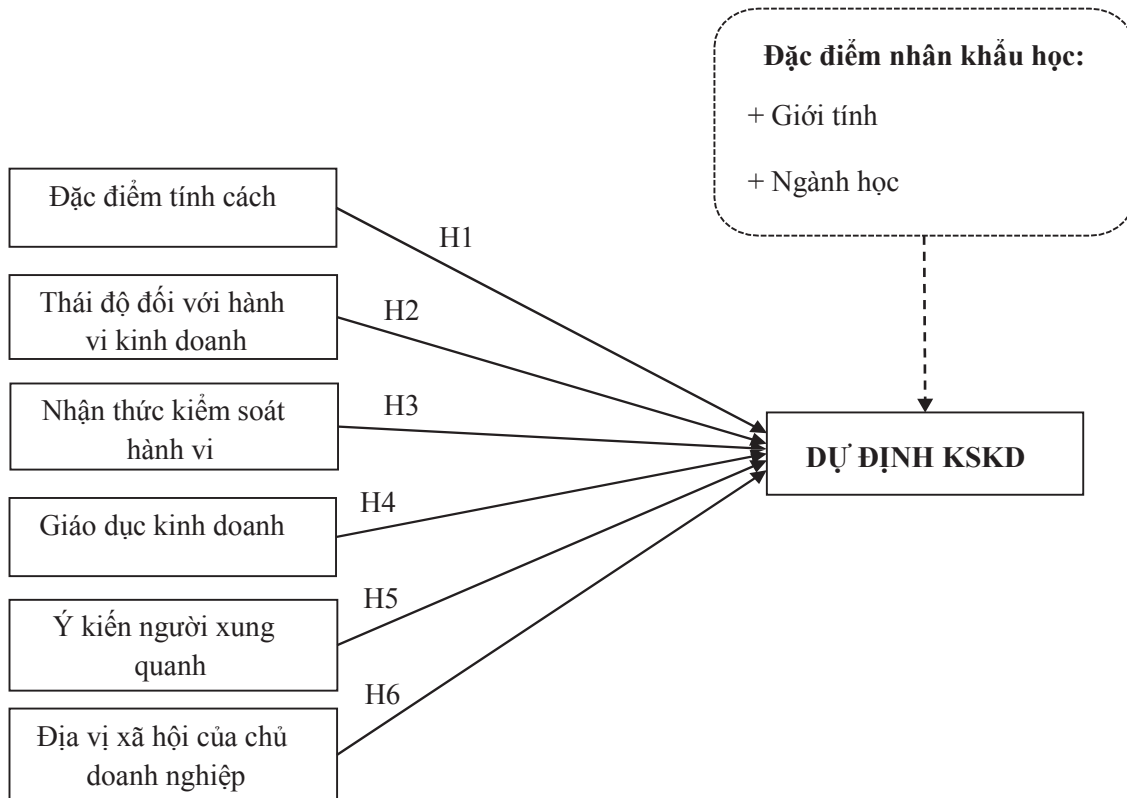 Đặc điểm nhân khẩu học:
+ Giới tính
+ Ngành học
Đặc điểm tính cách
H1
Thái độ đối với hành
vi kinh doanh
H2
Nhận thức kiểm soát
hành vi
H3
DỰ ĐỊNH KSKD
Giáo dục kinh doanh
H4
Ý kiến người xung
quanh
H5
Địa vị xã hội của chủ
doanh nghiệp
H6